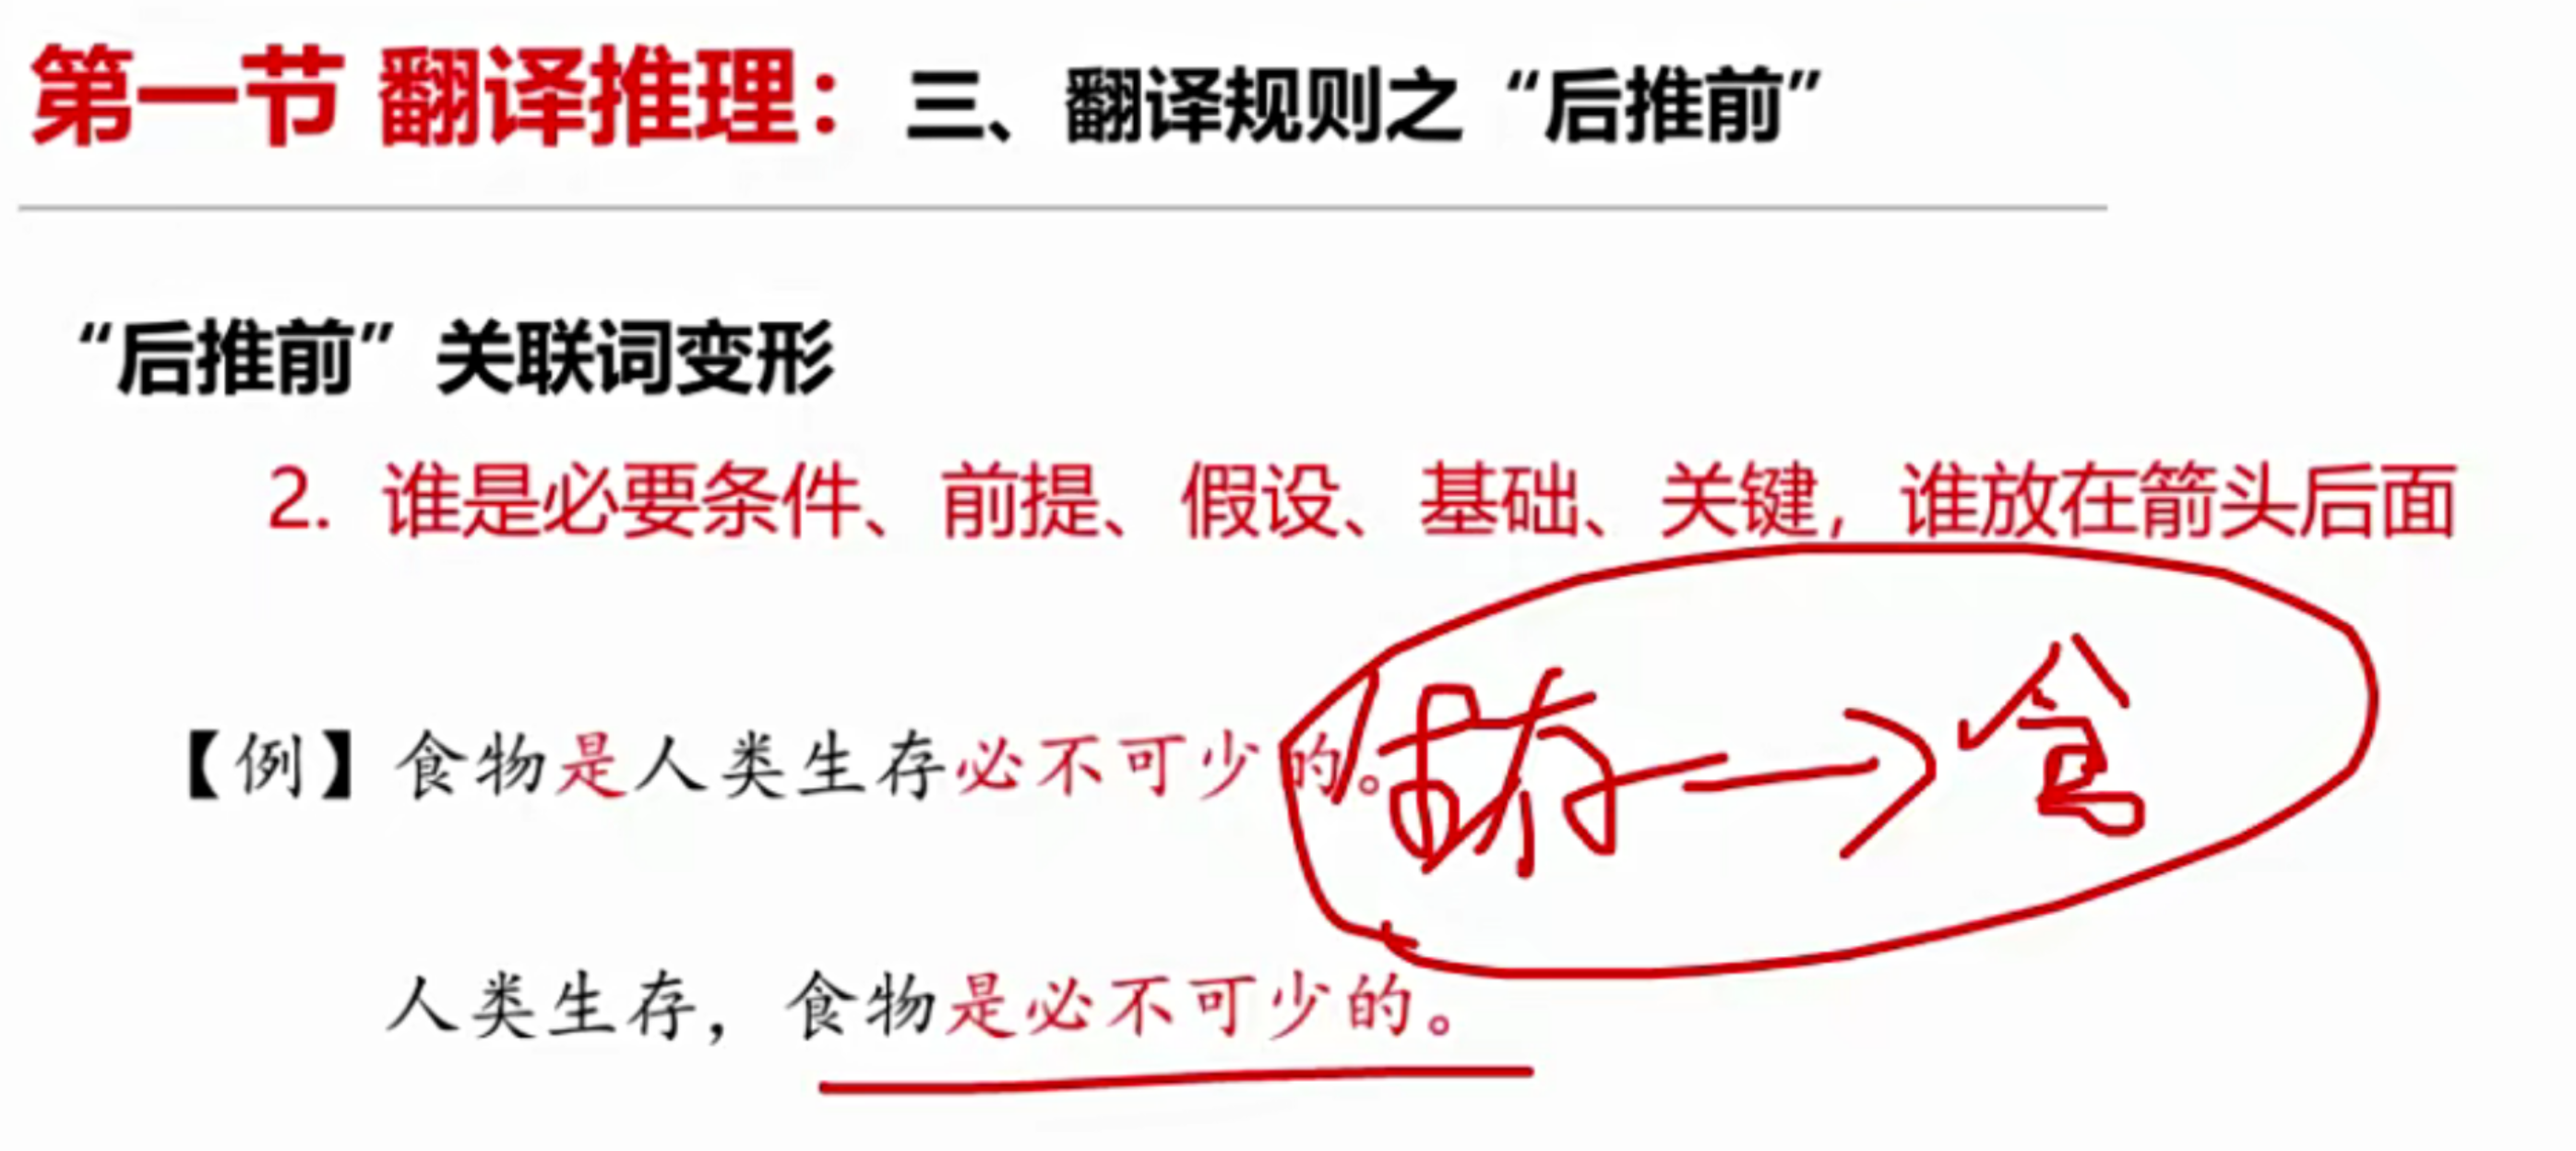 第一节 翻译推理：三、翻译规则之“后推前”
“后推前”关联词变形
2. 谁是必要条件、前提、假设、基础、关键，谁放在箭头后面
【例】食物是人类生存必不可少的。
存→食
人类生存，食物是必不可少的。